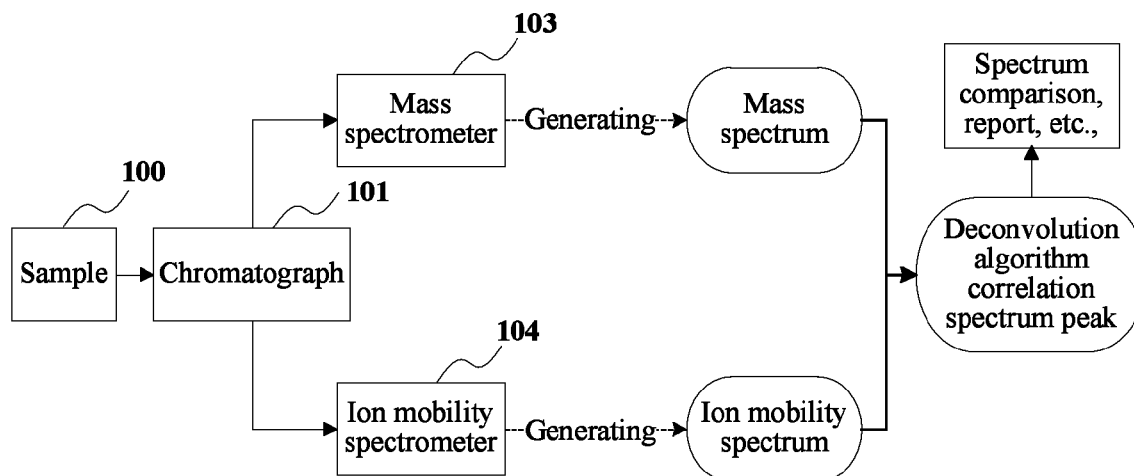 103
Mass
spectrometer
Generating
Mass
spectrum
Spectrum
comparison,
report, etc.,
100
101
Sample
Chromatograph
Deconvolution
algorithm
correlation
spectrum peak
104
Ion mobility
spectrometer
Generating
Ion mobility
spectrum